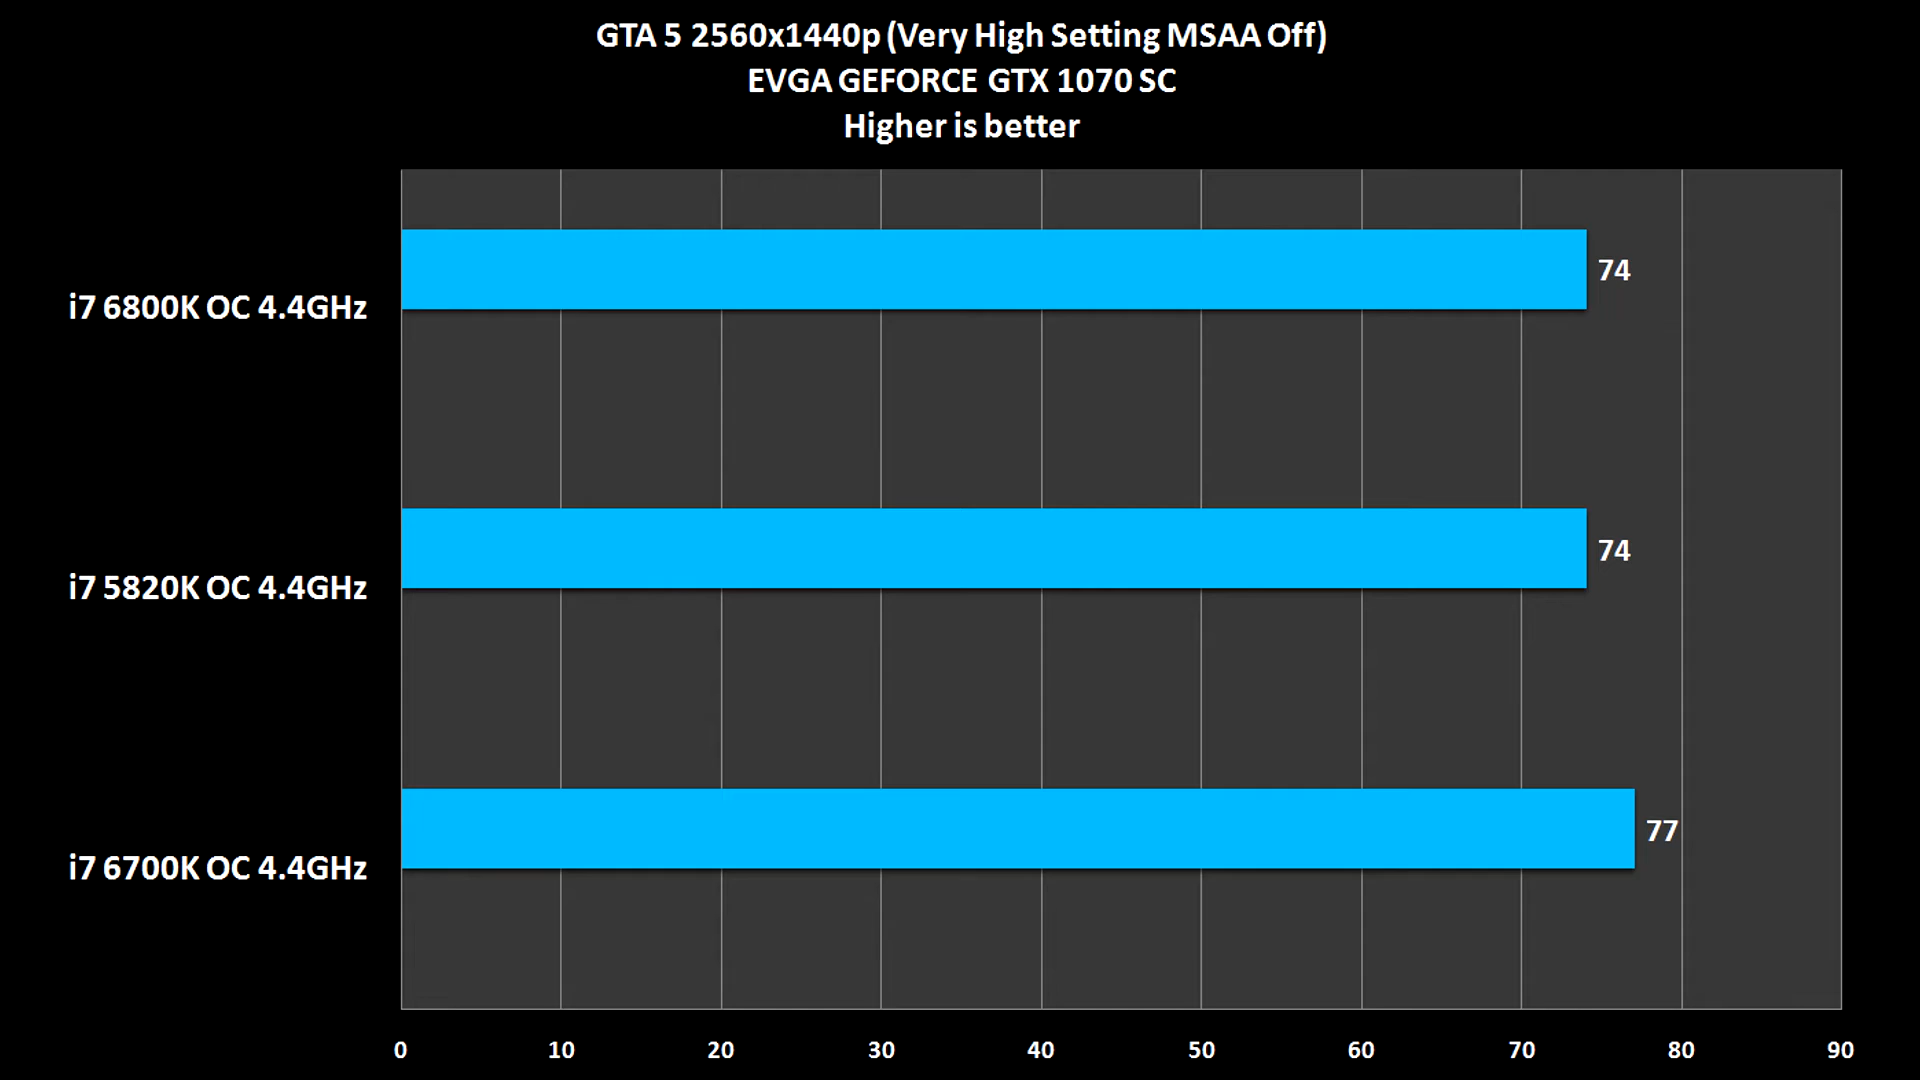 GTA 5 2560x1440p (Very High Setting MSAA Off)
EVGA GEFORCE GTX 1070 SC
Higher is better
i7 6800K OC 4.4GHz
74
i7 5820K OC 4.4GHz
74
i7 6700K OC 4.4GHz
77
0 10 20 30 40 50 60 70 80 90